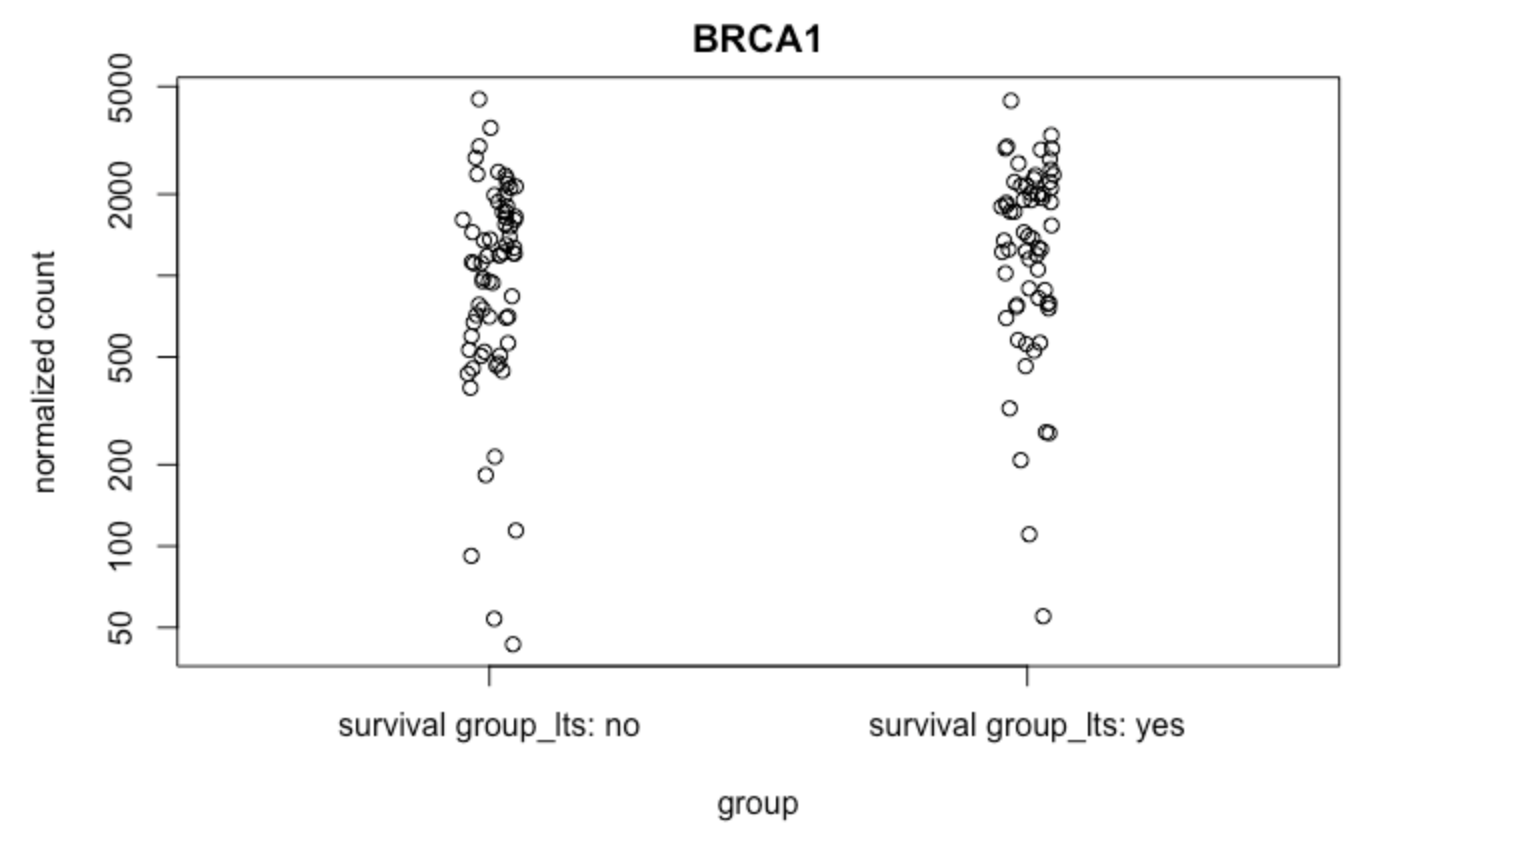 BRCA1
normalized count
5000
2000
500
200
100
50
survival group_lts: no
survival group_lts: yes
group